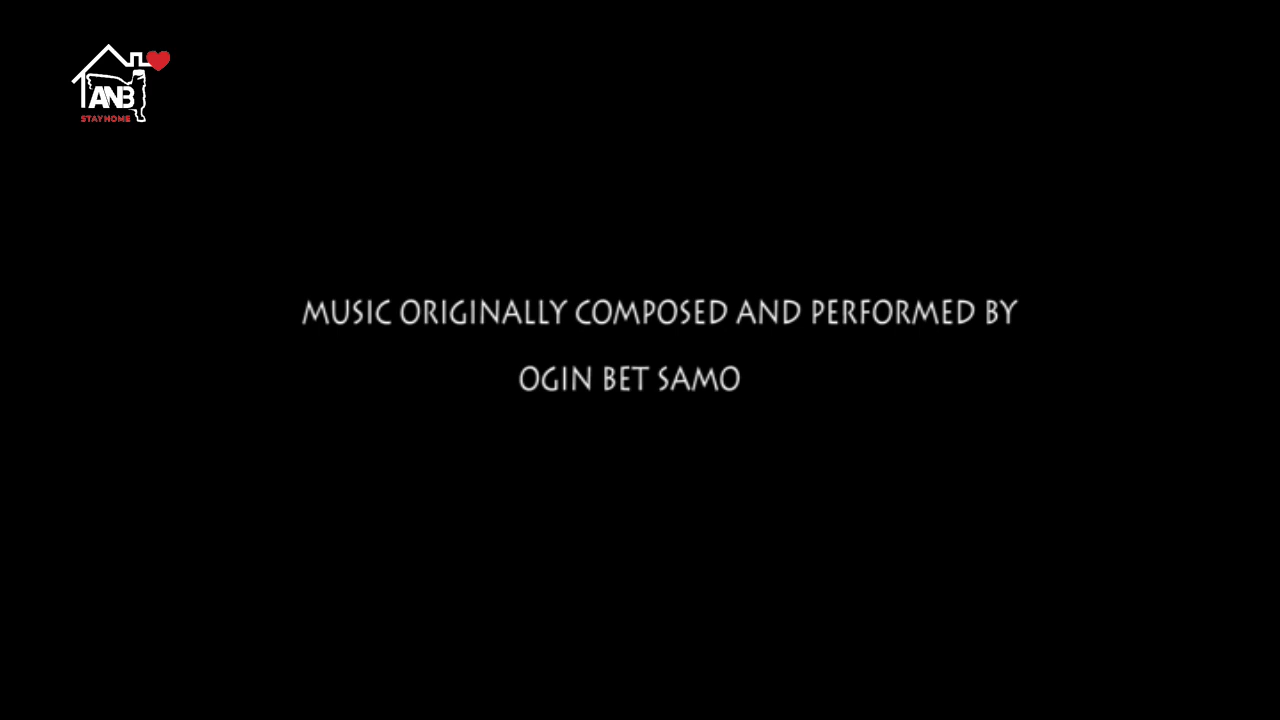 ANB
STAYHOME
MUSIC ORIGINALLY COMPOSED AND PERFORMED BY
OGIN BET SAMO